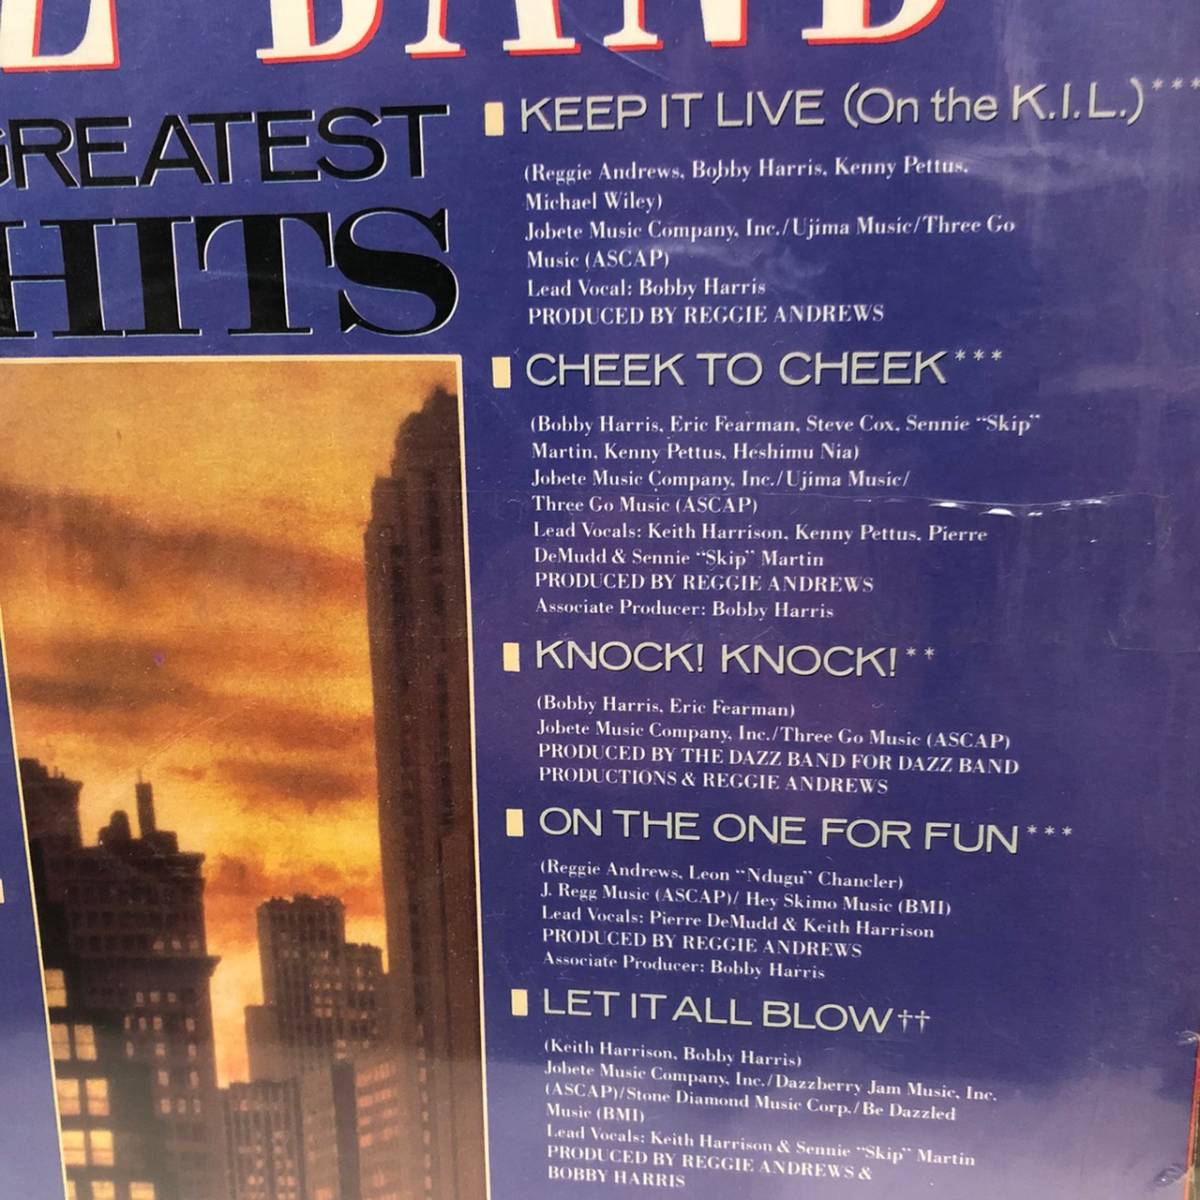 BAND
GREATEST
HITS
KEEP IT LIVE (On the K.I.L.)***
(Reggie Andrews, Bobby Harris, Kenny Pettus,
Michael Wiley)
Jobete Music Company, Inc./Ujima Music/Three Go
Music (ASCAP)
Lead Vocal: Bobby Harris
PRODUCED BY REGGIE ANDREWS
CHEEK TO CHEEK***
(Bobby Harris, Eric Fearman, Steve Cox, Sennie “Skip”
Martin, Kenny Pettus, Heshimu Nia)
Jobete Music Company, Inc./Ujima Music/
Three Go Music (ASCAP)
Lead Vocals: Keith Harrison, Kenny Pettus, Pierre
DeMudd & Sennie “Skip” Martin
PRODUCED BY REGGIE ANDREWS
Associate Producer: Bobby Harris
KNOCK! KNOCK!**
(Bobby Harris, Eric Fearman)
Jobete Music Company, Inc./Three Go Music (ASCAP)
PRODUCED BY THE DAZZ BAND FOR DAZZ BAND
PRODUCTIONS & REGGIE ANDREWS
ON THE ONE FOR FUN***
(Reggie Andrews, Leon “Ndugu” Chancler)
J. Regg Music (ASCAP)/ Hey Skimo Music (BMI)
Lead Vocals: Pierre DeMudd & Keith Harrison
PRODUCED BY REGGIE ANDREWS
Associate Producer: Bobby Harris
LET IT ALL BLOW††
(Keith Harrison, Bobby Harris)
Jobete Music Company, Inc./Dazzberry Jam Music, Inc.
(ASCAP)/Stone Diamond Music Corp./Be Dazzled
Music (BMI)
Lead Vocals: Keith Harrison & Sennie “Skip” Martin
PRODUCED BY REGGIE ANDREWS &
BOBBY HARRIS